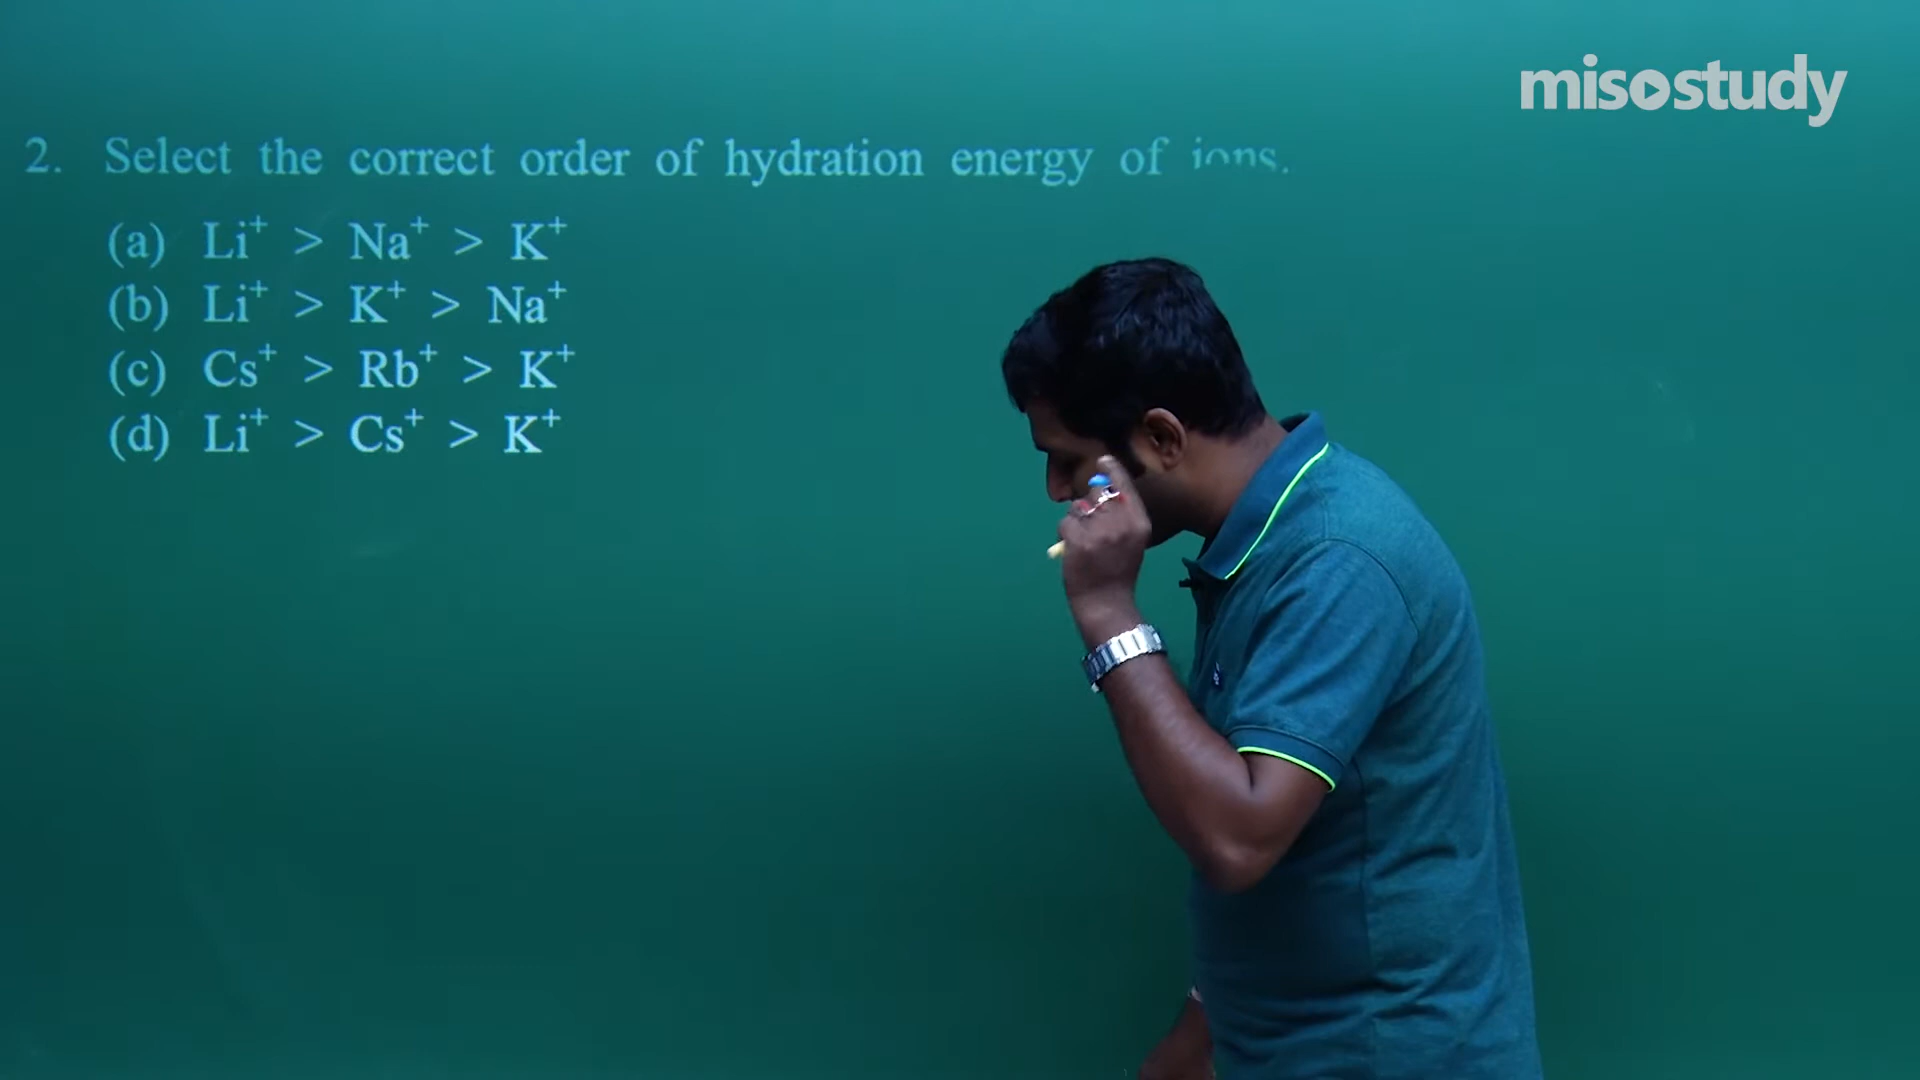 misostudy
2. Select the correct order of hydration energy of ions.
(a) Li⁺ > Na⁺ > K⁺
(b) Li⁺ > K⁺ > Na⁺
(c) Cs⁺ > Rb⁺ > K⁺
(d) Li⁺ > Cs⁺ > K⁺